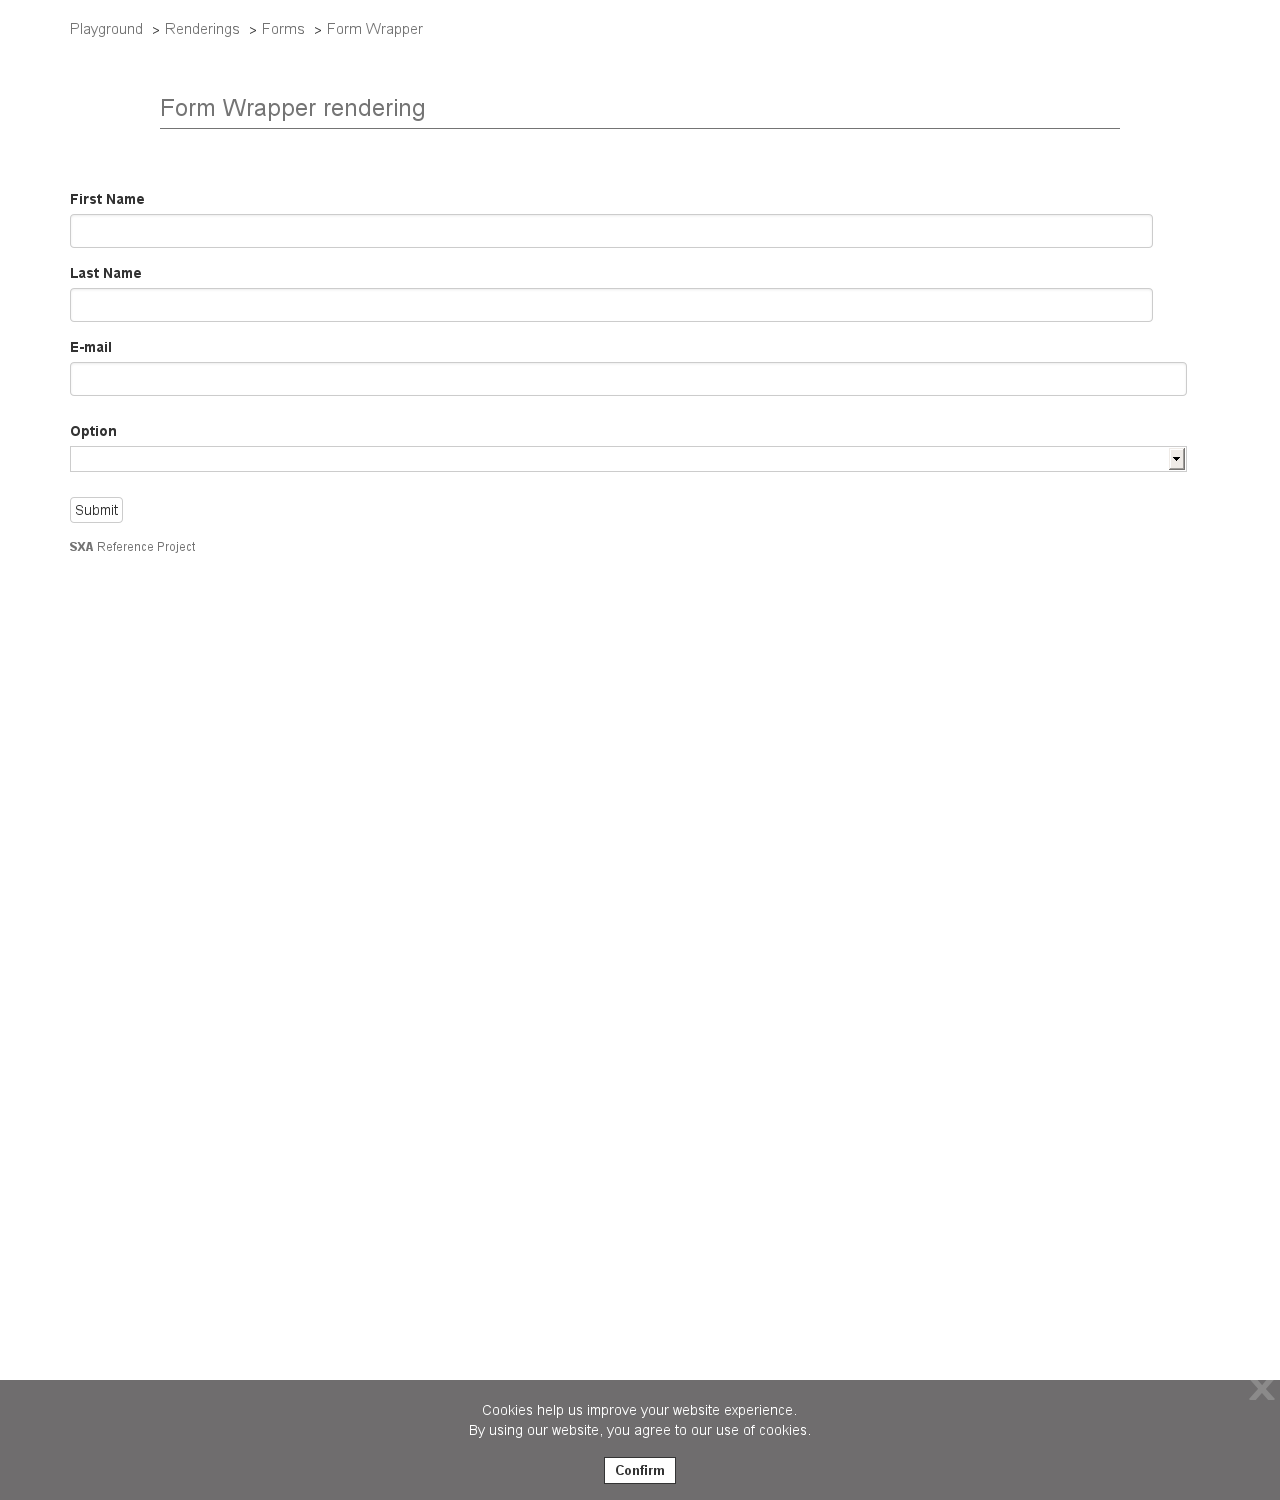 Playground > Renderings > Forms > Form Wrapper
Form Wrapper rendering
First Name
Last Name
E-mail
Option
Submit
SXA Reference Project
X
Cookies help us improve your website experience.
By using our website, you agree to our use of cookies.
Confirm